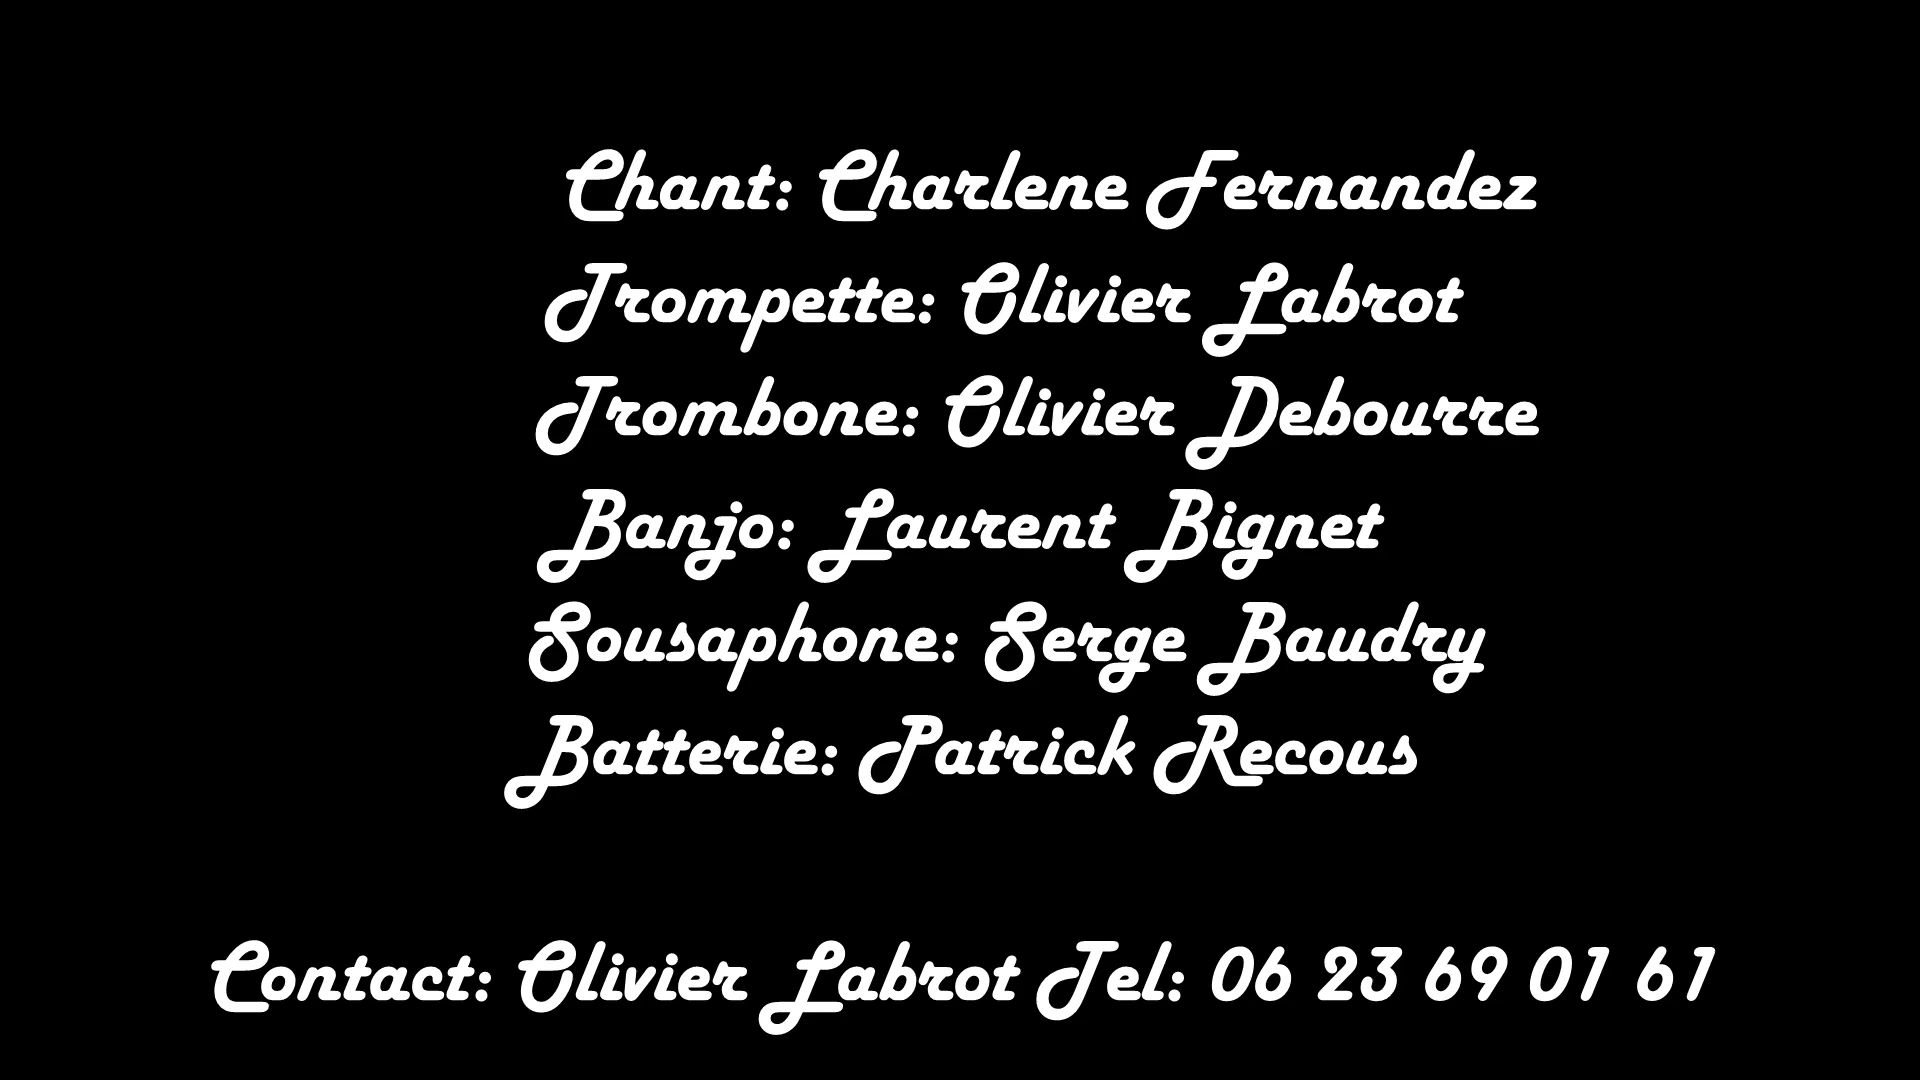 Chant: Charlene Fernandez
Trompette: Olivier Labrot
Trombone: Olivier Debourre
Banjo: Laurent Bignet
Sousaphone: Serge Baudry
Batterie: Patrick Recous
Contact: Olivier Labrot Tel: 06 23 69 01 61